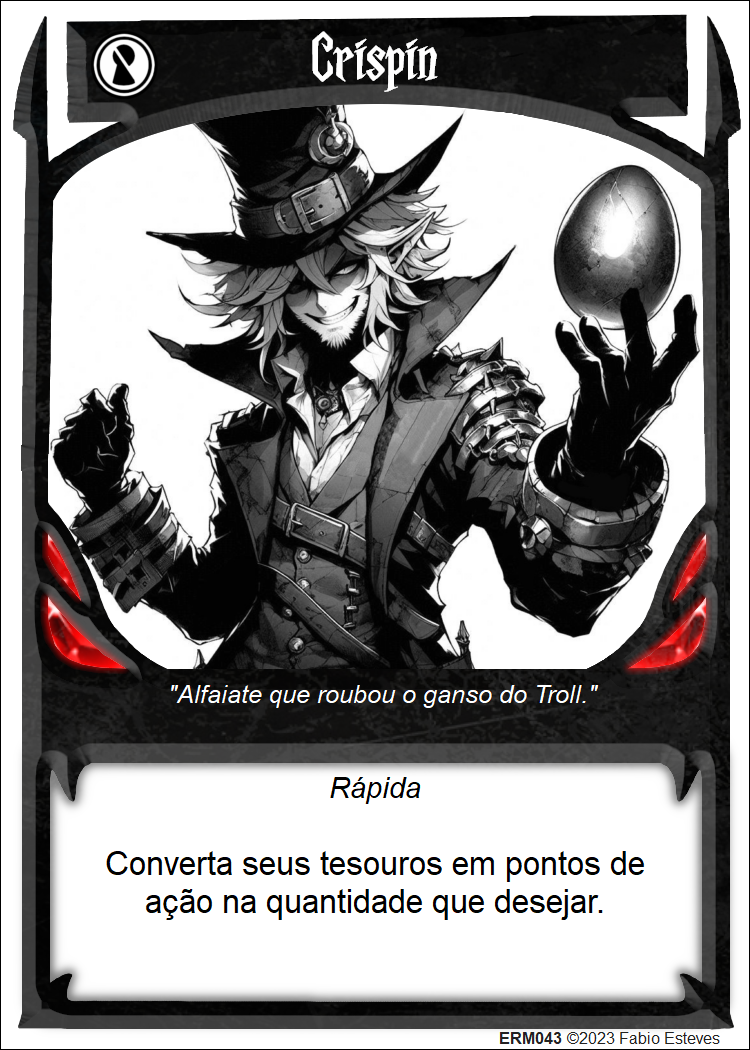 Crispin
"Alfaiate que roubou o ganso do Troll."
Rápida
Converta seus tesouros em pontos de
ação na quantidade que desejar.
ERM043 ©2023 Fabio Esteves